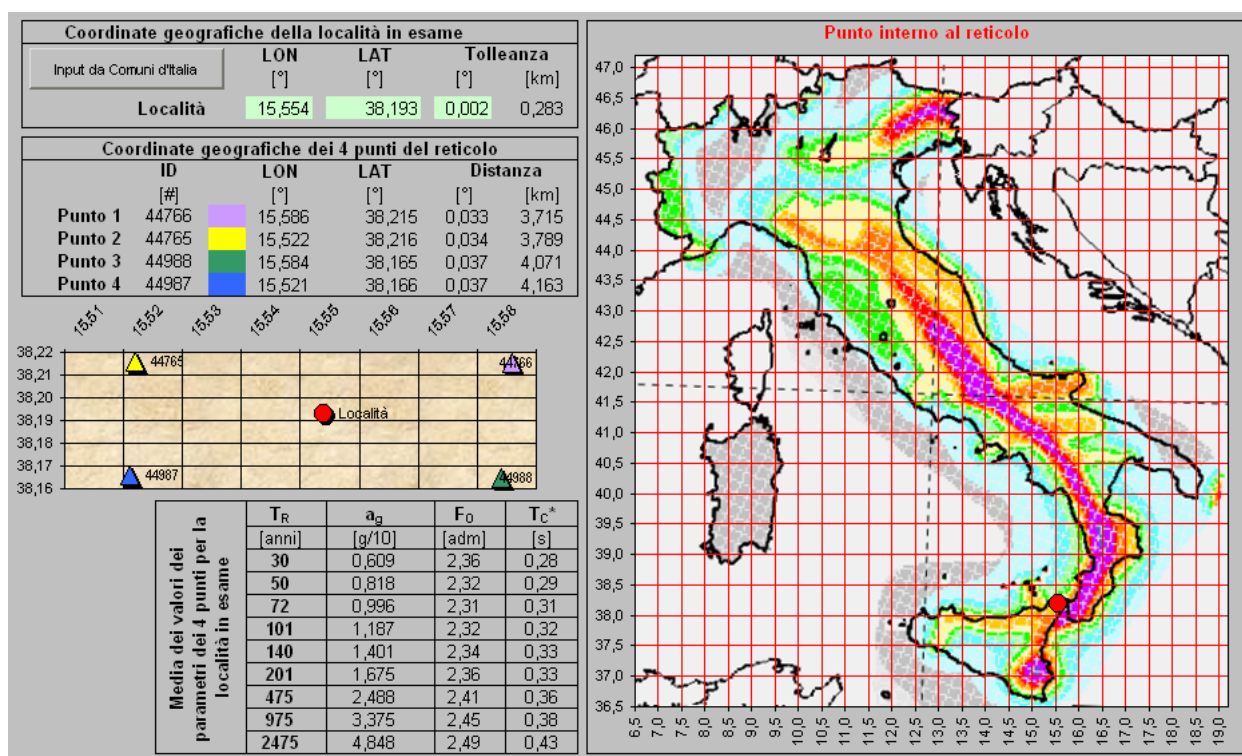 Coordinate geografiche della località in esame
Input da Comuni d'Italia
LON LAT Tolleanza
[°] [°] [°] [km]
Località 15,554 38,193 0,002 0,283
Coordinate geografiche dei 4 punti del reticolo
ID LON LAT Distanza
[#] [°] [°] [°] [km]
Punto 1 44766 15,586 38,215 0,033 3,715
Punto 2 44765 15,522 38,216 0,034 3,789
Punto 3 44988 15,584 38,165 0,037 4,071
Punto 4 44987 15,521 38,166 0,037 4,163
15,51 15,52 15,53 15,54 15,55 15,56 15,57 15,58
38,22
44765 44766
38,21
38,20
Località
38,19
38,18
38,17
44987 44988
38,16
Media dei valori dei parametri dei 4 punti per la località in esame
TR ag F0 TC*
[anni] [g/10] [adm] [s]
30 0,609 2,36 0,28
50 0,818 2,32 0,29
72 0,996 2,31 0,31
101 1,187 2,32 0,32
140 1,401 2,34 0,33
201 1,675 2,36 0,33
475 2,488 2,41 0,36
975 3,375 2,45 0,38
2475 4,848 2,49 0,43
Punto interno al reticolo
47,0
46,5
46,0
45,5
45,0
44,5
44,0
43,5
43,0
42,5
42,0
41,5
41,0
40,5
40,0
39,5
39,0
38,5
38,0
37,5
37,0
36,5
6,5 7,0 7,5 8,0 8,5 9,0 9,5 10,0 10,5 11,0 11,5 12,0 12,5 13,0 13,5 14,0 14,5 15,0 15,5 16,0 16,5 17,0 17,5 18,0 18,5 19,0